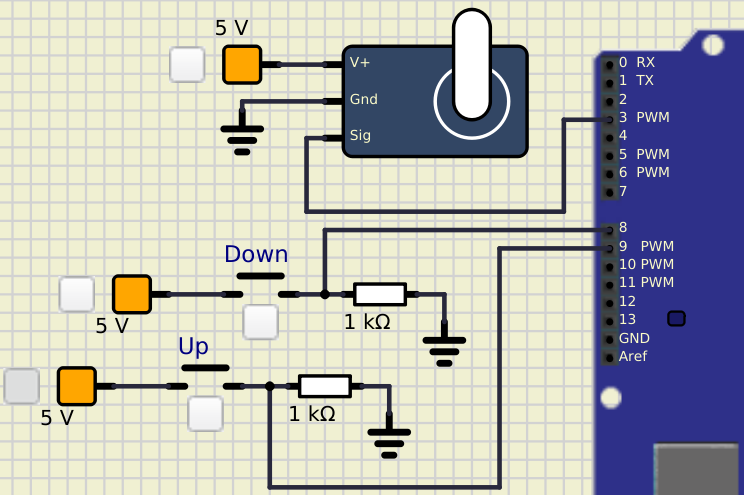 5 V
V+
Gnd
Sig
0 RX
1 TX
2
3 PWM
4
5 PWM
6 PWM
7
8
9 PWM
10 PWM
11 PWM
12
13
GND
Aref
Down
5 V
1 kΩ
Up
5 V
1 kΩ